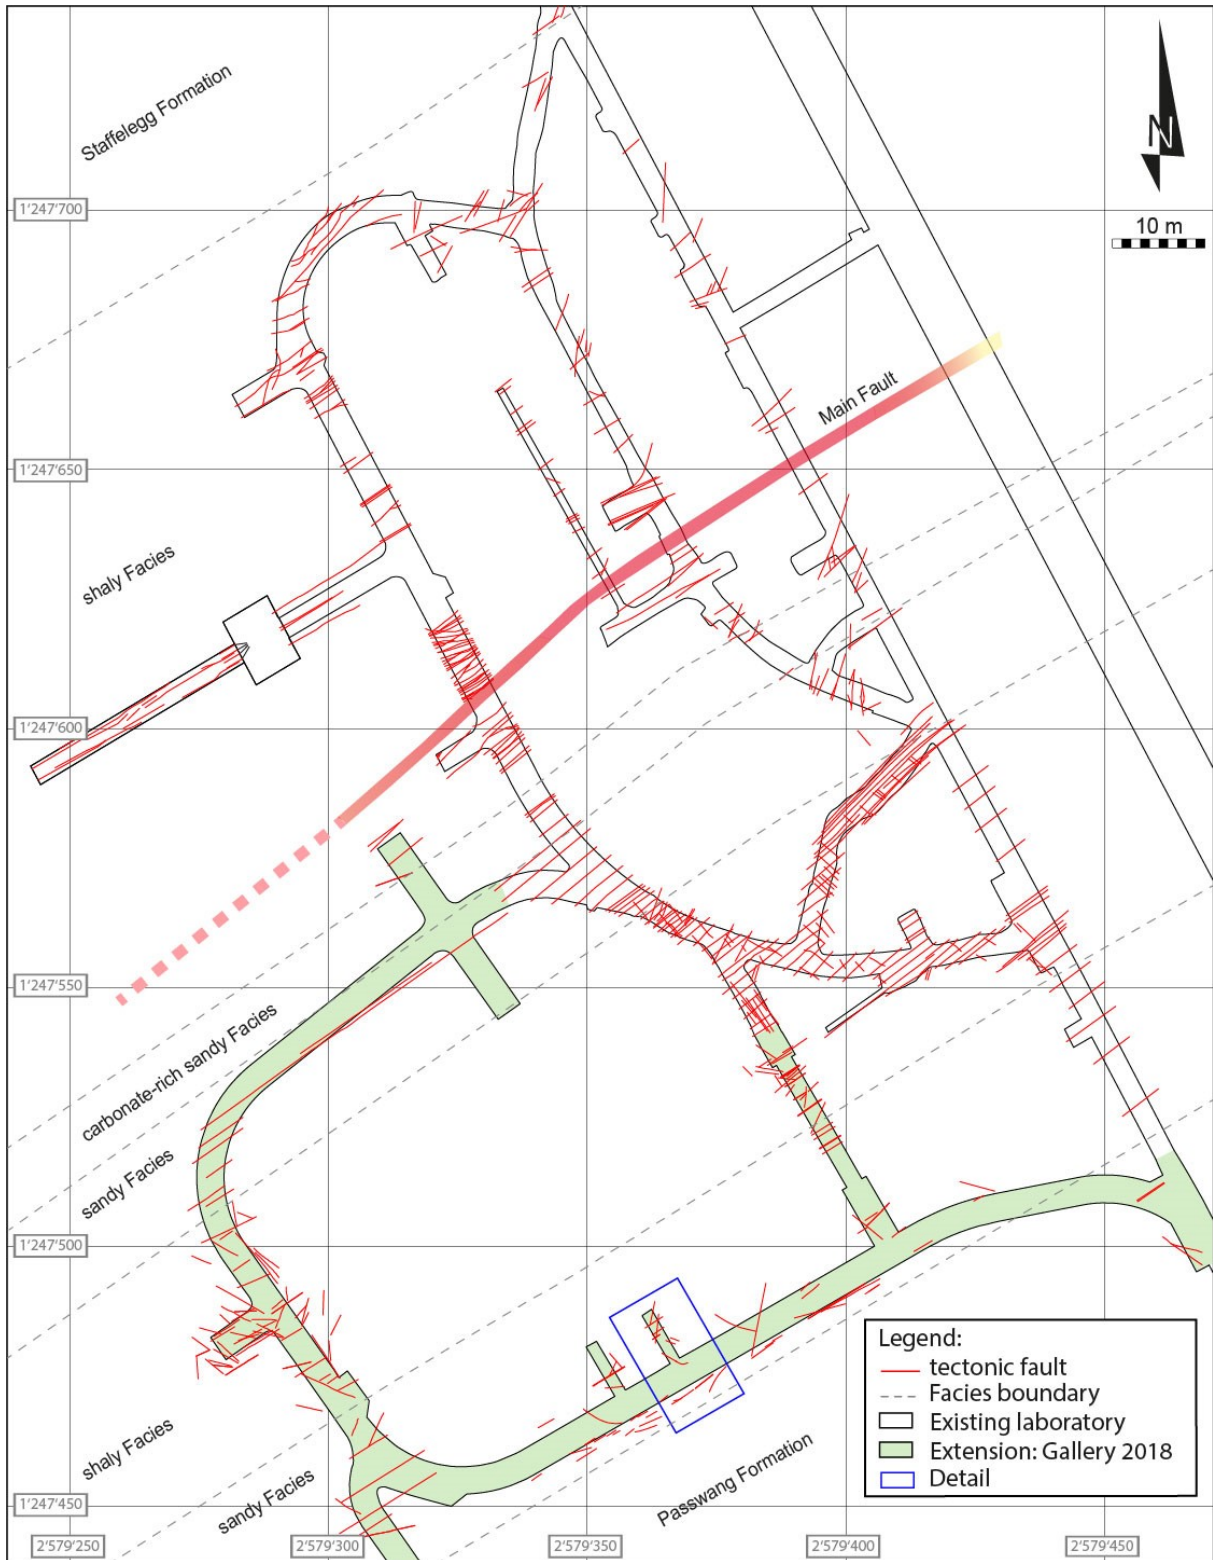 Staffelegg Formation
N
10 m
1‘247‘700
Main Fault
1‘247‘650
shaly Facies
1‘247‘600
1‘247‘550
carbonate-rich sandy Facies
sandy Facies
1‘247‘500
shaly Facies
sandy Facies
Passwang Formation
1‘247‘450
Legend:
tectonic fault
Facies boundary
Existing laboratory
Extension: Gallery 2018
Detail
2‘579‘250
2‘579‘300
2‘579‘350
2‘579‘400
2‘579‘450